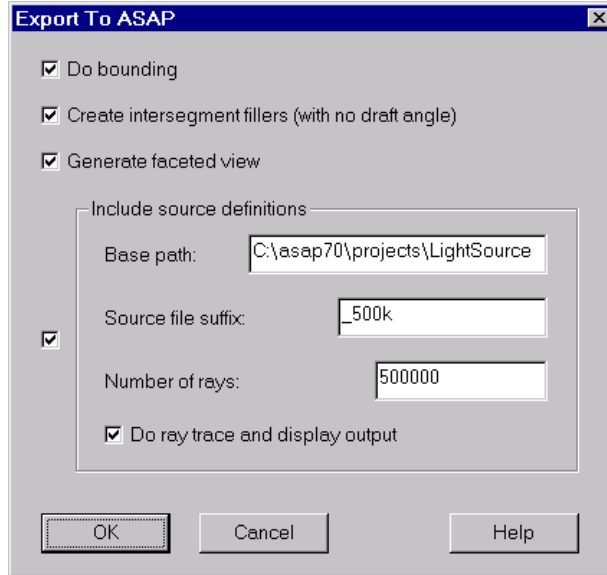 Export To ASAP
Do bounding
Create intersegment fillers (with no draft angle)
Generate faceted view
Include source definitions
Base path: C:\asap70\projects\LightSource
Source file suffix: _500k
Number of rays: 500000
Do ray trace and display output
OK Cancel Help